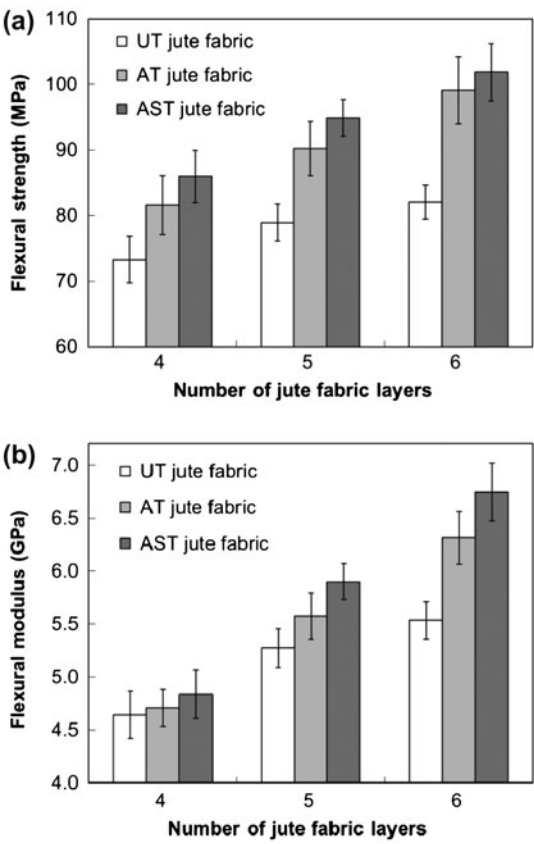 (a)
110
100
90
80
70
60
Flexural strength (MPa)
UT jute fabric
AT jute fabric
AST jute fabric
4 5 6
Number of jute fabric layers
(b)
7.0
6.5
6.0
5.5
5.0
4.5
4.0
Flexural modulus (GPa)
UT jute fabric
AT jute fabric
AST jute fabric
4 5 6
Number of jute fabric layers